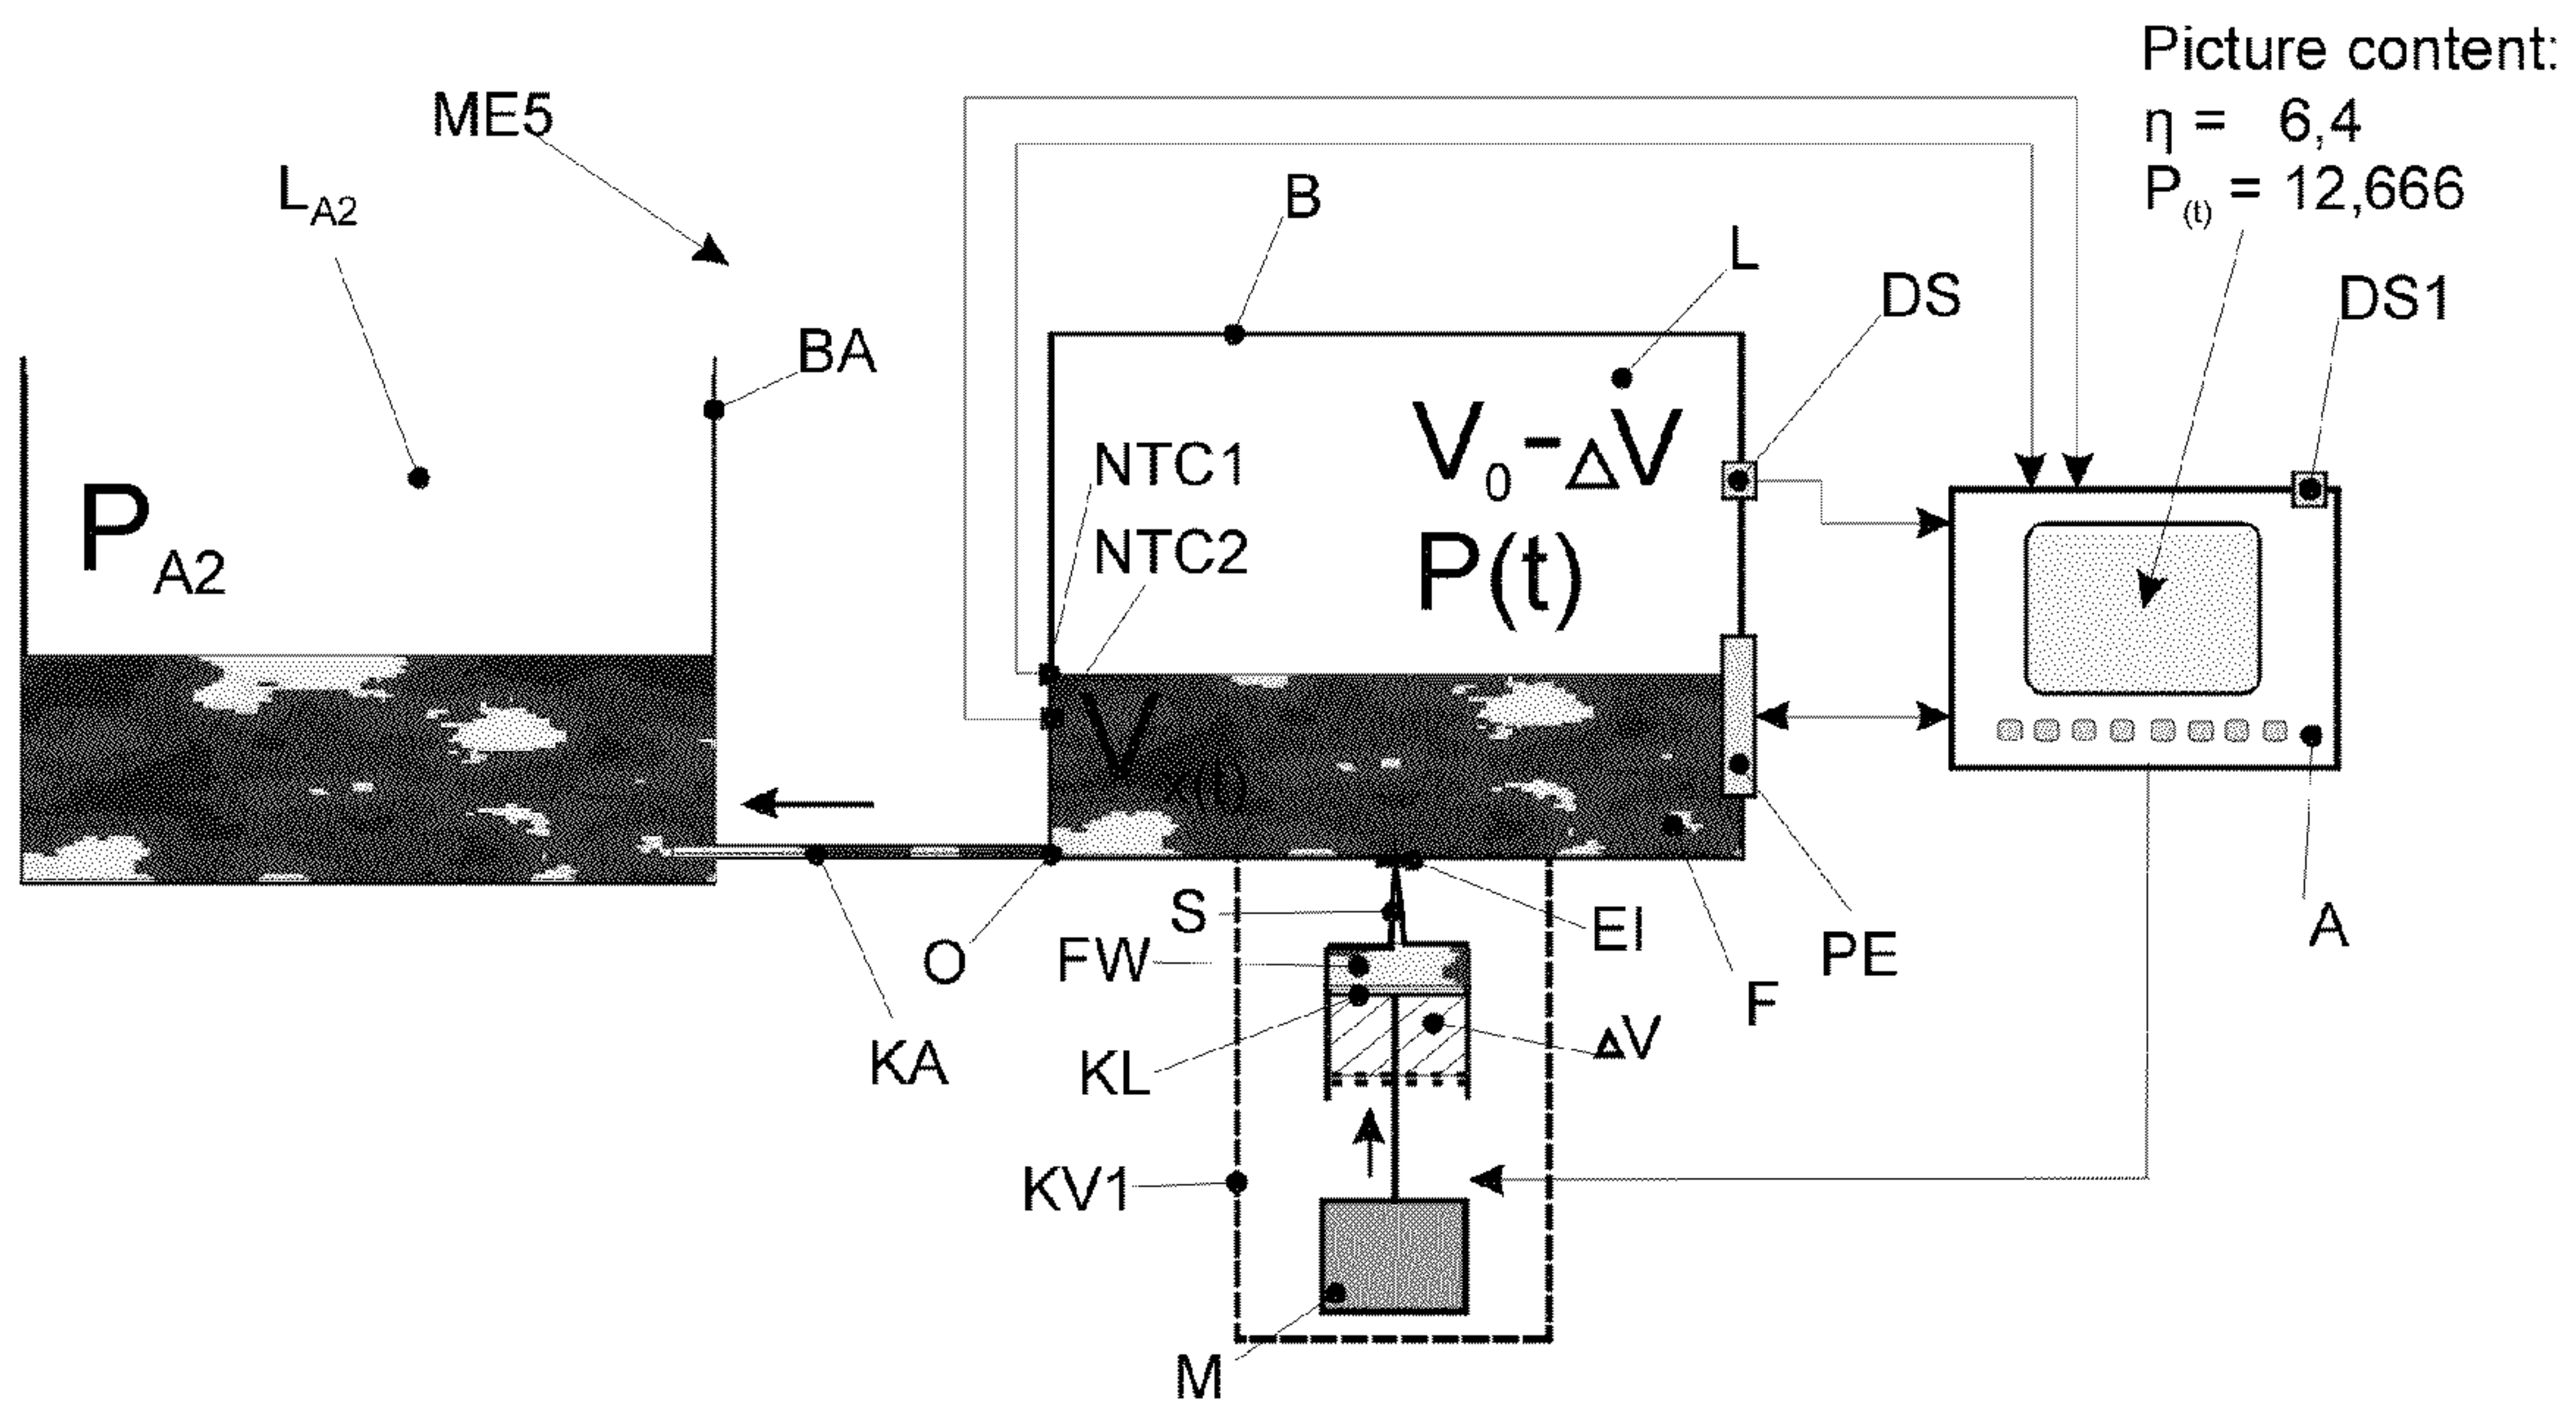 Picture content:
η = 6,4
P(t) = 12,666
ME5
LA2
B
L
DS
DS1
BA
V0-ΔV
NTC1
PA2
NTC2
P(t)
Vx(t)
S
EI
A
O
FW
PE
F
KA
KL
ΔV
KV1
M